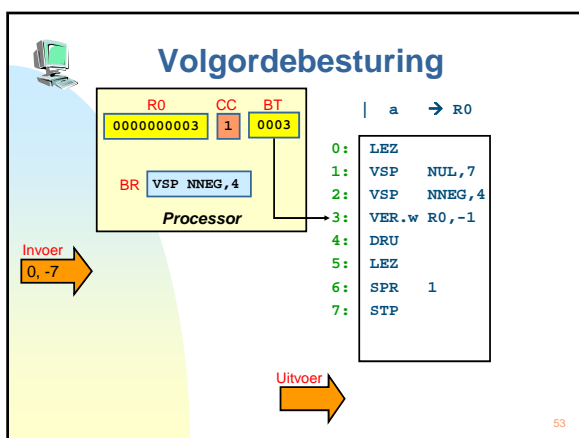 Volgordebesturing
R0 CC BT
0000000003 1 0003
BR VSP NNEG,4
Processor
| a → R0
0: LEZ
1: VSP NUL,7
2: VSP NNEG,4
3: VER.w R0,-1
4: DRU
5: LEZ
6: SPR 1
7: STP
Invoer
0, -7
Uitvoer
53